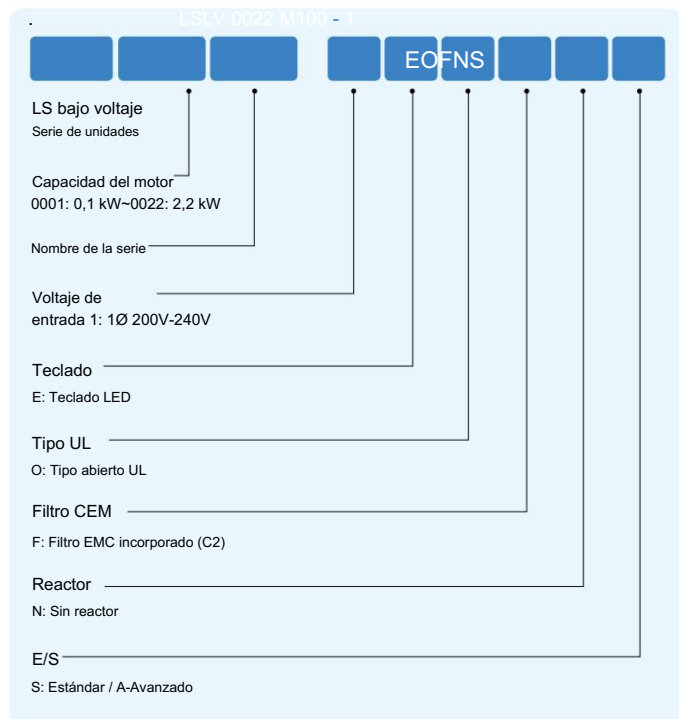 .
LSLV 0022 M100 - 1
EOFNS
LS bajo voltaje
Serie de unidades
Capacidad del motor
0001: 0,1 kW~0022: 2,2 kW
Nombre de la serie
Voltaje de
entrada 1: 1Ø 200V-240V
Teclado
E: Teclado LED
Tipo UL
O: Tipo abierto UL
Filtro CEM
F: Filtro EMC incorporado (C2)
Reactor
N: Sin reactor
E/S
S: Estándar / A-Avanzado